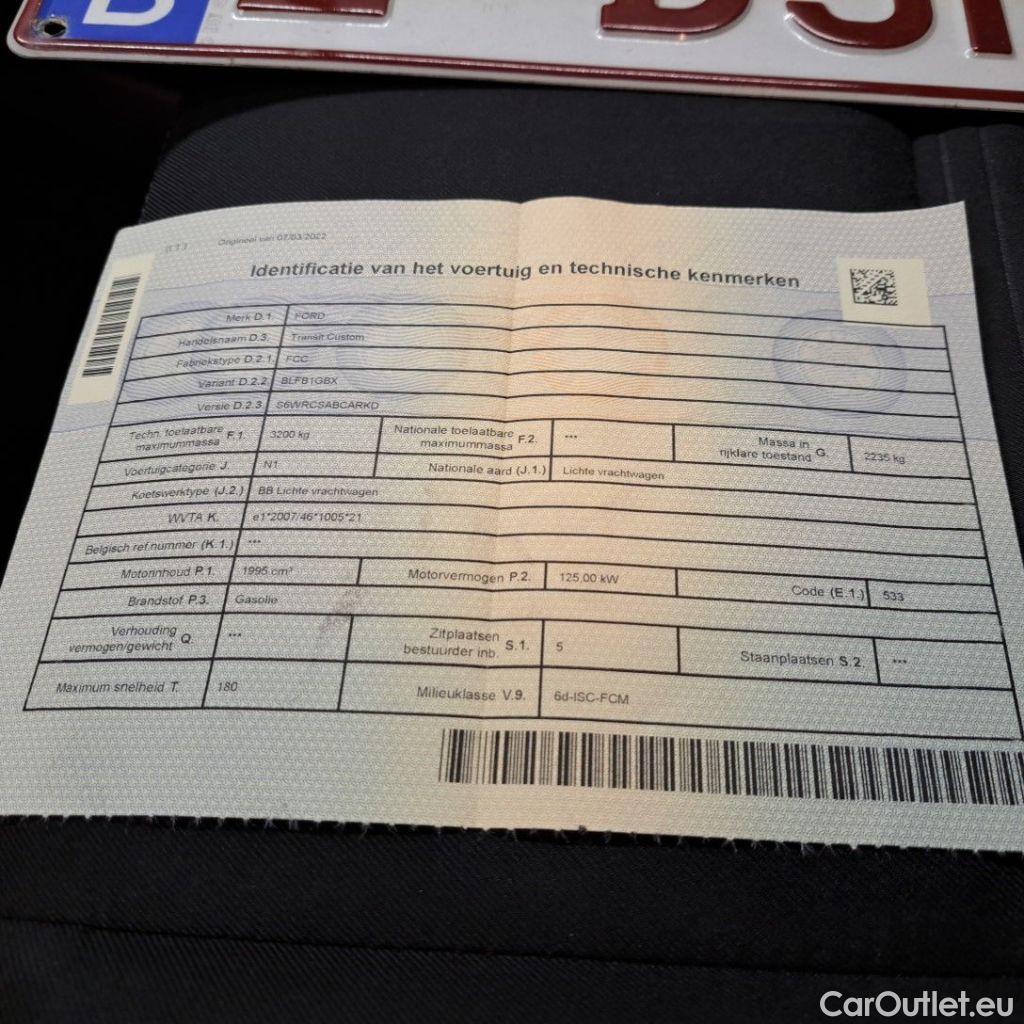 B
DSI
Origineel van 07/03/2022
Identificatie van het voertuig en technische kenmerken
Merk D.1. FORD
Handelsnaam D.3. Transit Custom
Fabriekstype D.2.1. FCC
Variant D.2.2. BLFB1GBX
Versie D.2.3. S6WRCSABCARKD
Techn. toelaatbare maximummassa F.1. 3200 kg Nationale toelaatbare maximummassa F.2. *** Massa in rijklare toestand G. 2235 kg
Voertuigcategorie J. N1 Nationale aard (J.1.) Lichte vrachtwagen
Koetswerktype (J.2.) BB Lichte vrachtwagen
WVTA K. e1*2007/46*1005*21
Belgisch ref.nummer (K.1.) ***
Motorinhoud P.1. 1995 cm³ Motorvermogen P.2. 125,00 kW Code (E.1.) 533
Brandstof P.3. Gasolie
Verhouding vermogen/gewicht Q. *** Zitplaatsen bestuurder inb. S.1. 5 Staanplaatsen S.2. ***
Maximum snelheid T. 180 Milieuklasse V.9. 6d-ISC-FCM
CarOutlet.eu